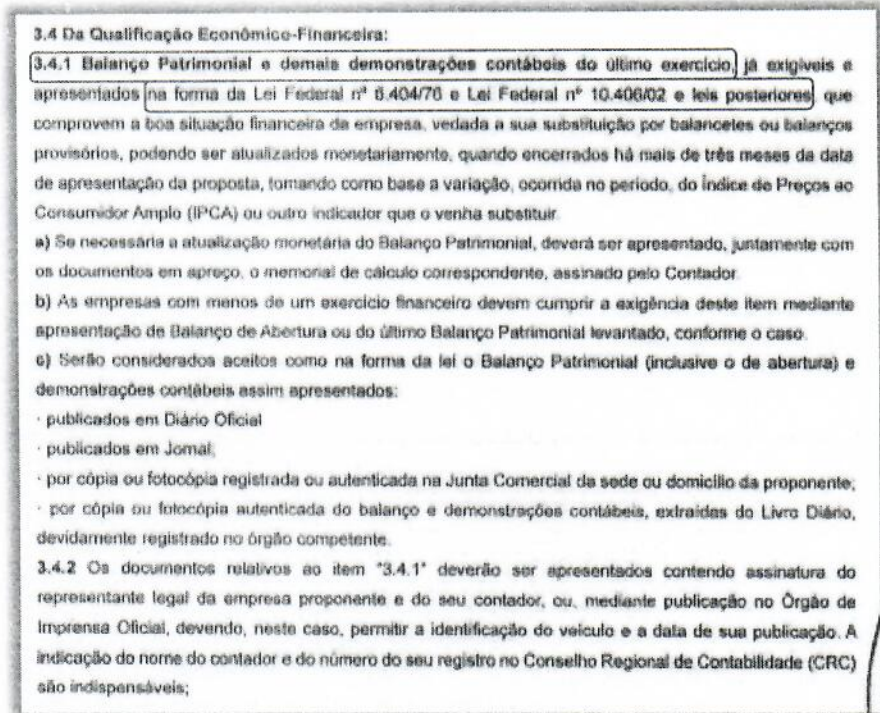 3.4 Da Qualificação Econômico-Financeira:
3.4.1 Balanço Patrimonial e demais demonstrações contábeis do último exercício, já exigíveis e
apresentados na forma da Lei Federal nº 6.404/76 e Lei Federal nº 10.406/02 e leis posteriores, que
comprovem a boa situação financeira da empresa, vedada a sua substituição por balancetes ou balanços
provisórios, podendo ser atualizados monetariamente, quando encerrados há mais de três meses da data
de apresentação da proposta, tomando como base a variação, ocorrida no período, do Índice de Preços ao
Consumidor Amplo (IPCA) ou outro indicador que o venha substituir.
a) Se necessária a atualização monetária do Balanço Patrimonial, deverá ser apresentado, juntamente com
os documentos em apreço, o memorial de cálculo correspondente, assinado pelo Contador.
b) As empresas com menos de um exercício financeiro devem cumprir a exigência deste item mediante
apresentação de Balanço de Abertura ou do último Balanço Patrimonial levantado, conforme o caso.
c) Serão considerados aceitos como na forma da lei o Balanço Patrimonial (inclusive o de abertura) e
demonstrações contábeis assim apresentados:
· publicados em Diário Oficial
· publicados em Jornal;
· por cópia ou fotocópia registrada ou autenticada na Junta Comercial da sede ou domicílio da proponente;
· por cópia ou fotocópia autenticada do balanço e demonstrações contábeis, extraídas do Livro Diário,
devidamente registrado no órgão competente.
3.4.2 Os documentos relativos ao item "3.4.1" deverão ser apresentados contendo assinatura do
representante legal da empresa proponente e do seu contador, ou, mediante publicação no Órgão de
Imprensa Oficial, devendo, neste caso, permitir a identificação do veículo e a data de sua publicação. A
indicação do nome do contador e do número do seu registro no Conselho Regional de Contabilidade (CRC)
são indispensáveis;